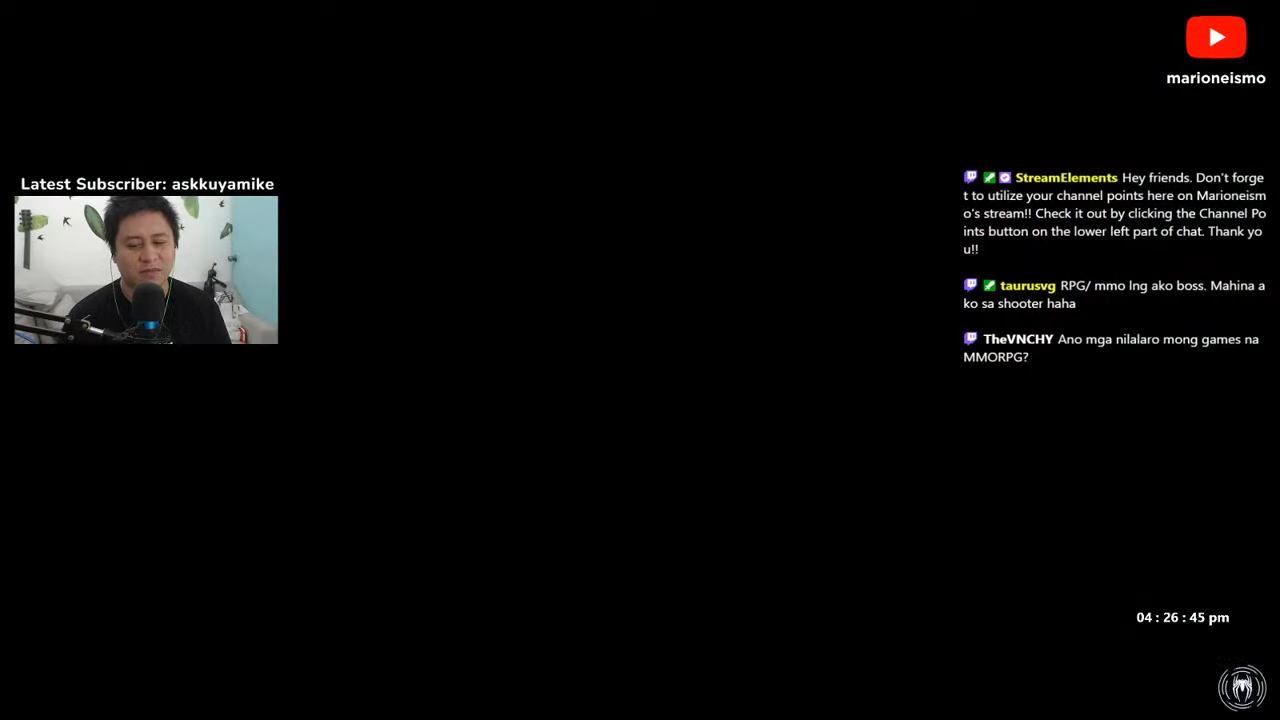 marioneismo
Latest Subscriber: askkuyamike
StreamElements Hey friends. Don't forge
t to utilize your channel points here on Marioneism
o's stream!! Check it out by clicking the Channel Po
ints button on the lower left part of chat. Thank yo
u!!
taurusvg RPG/ mmo lng ako boss. Mahina a
ko sa shooter haha
TheVNCHY Ano mga nilalaro mong games na
MMORPG?
04 : 26 : 45 pm